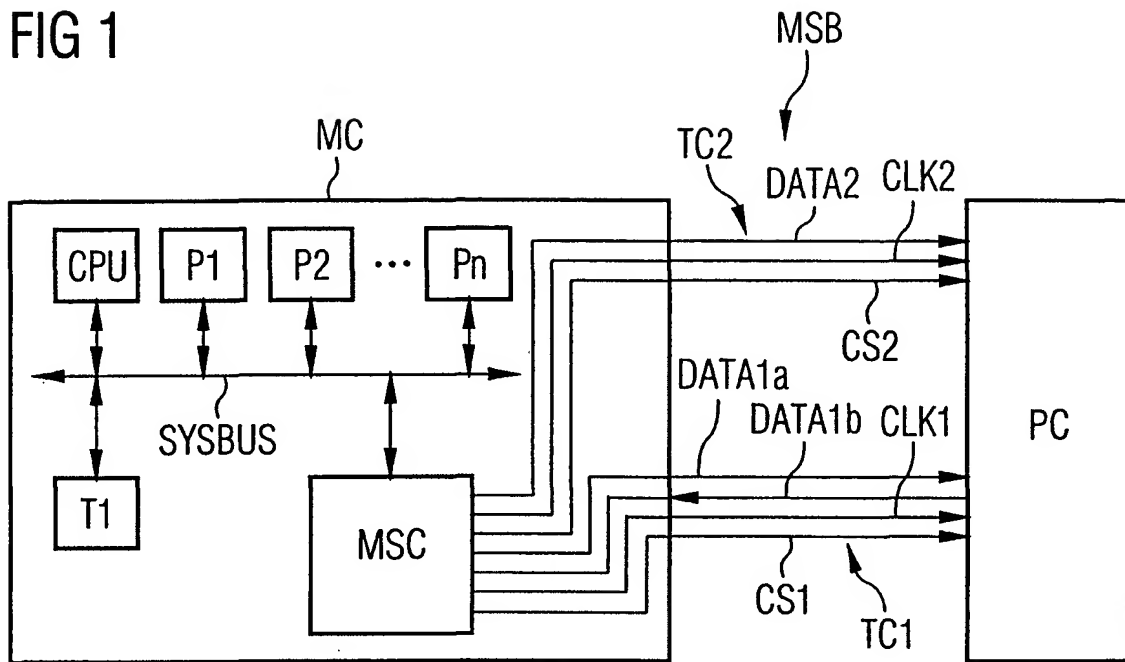 FIG 1
MSB
MC
TC2
DATA2
CLK2
CPU
P1
P2
...
Pn
CS2
DATA1a
SYSBUS
DATA1b
CLK1
PC
T1
MSC
CS1
TC1